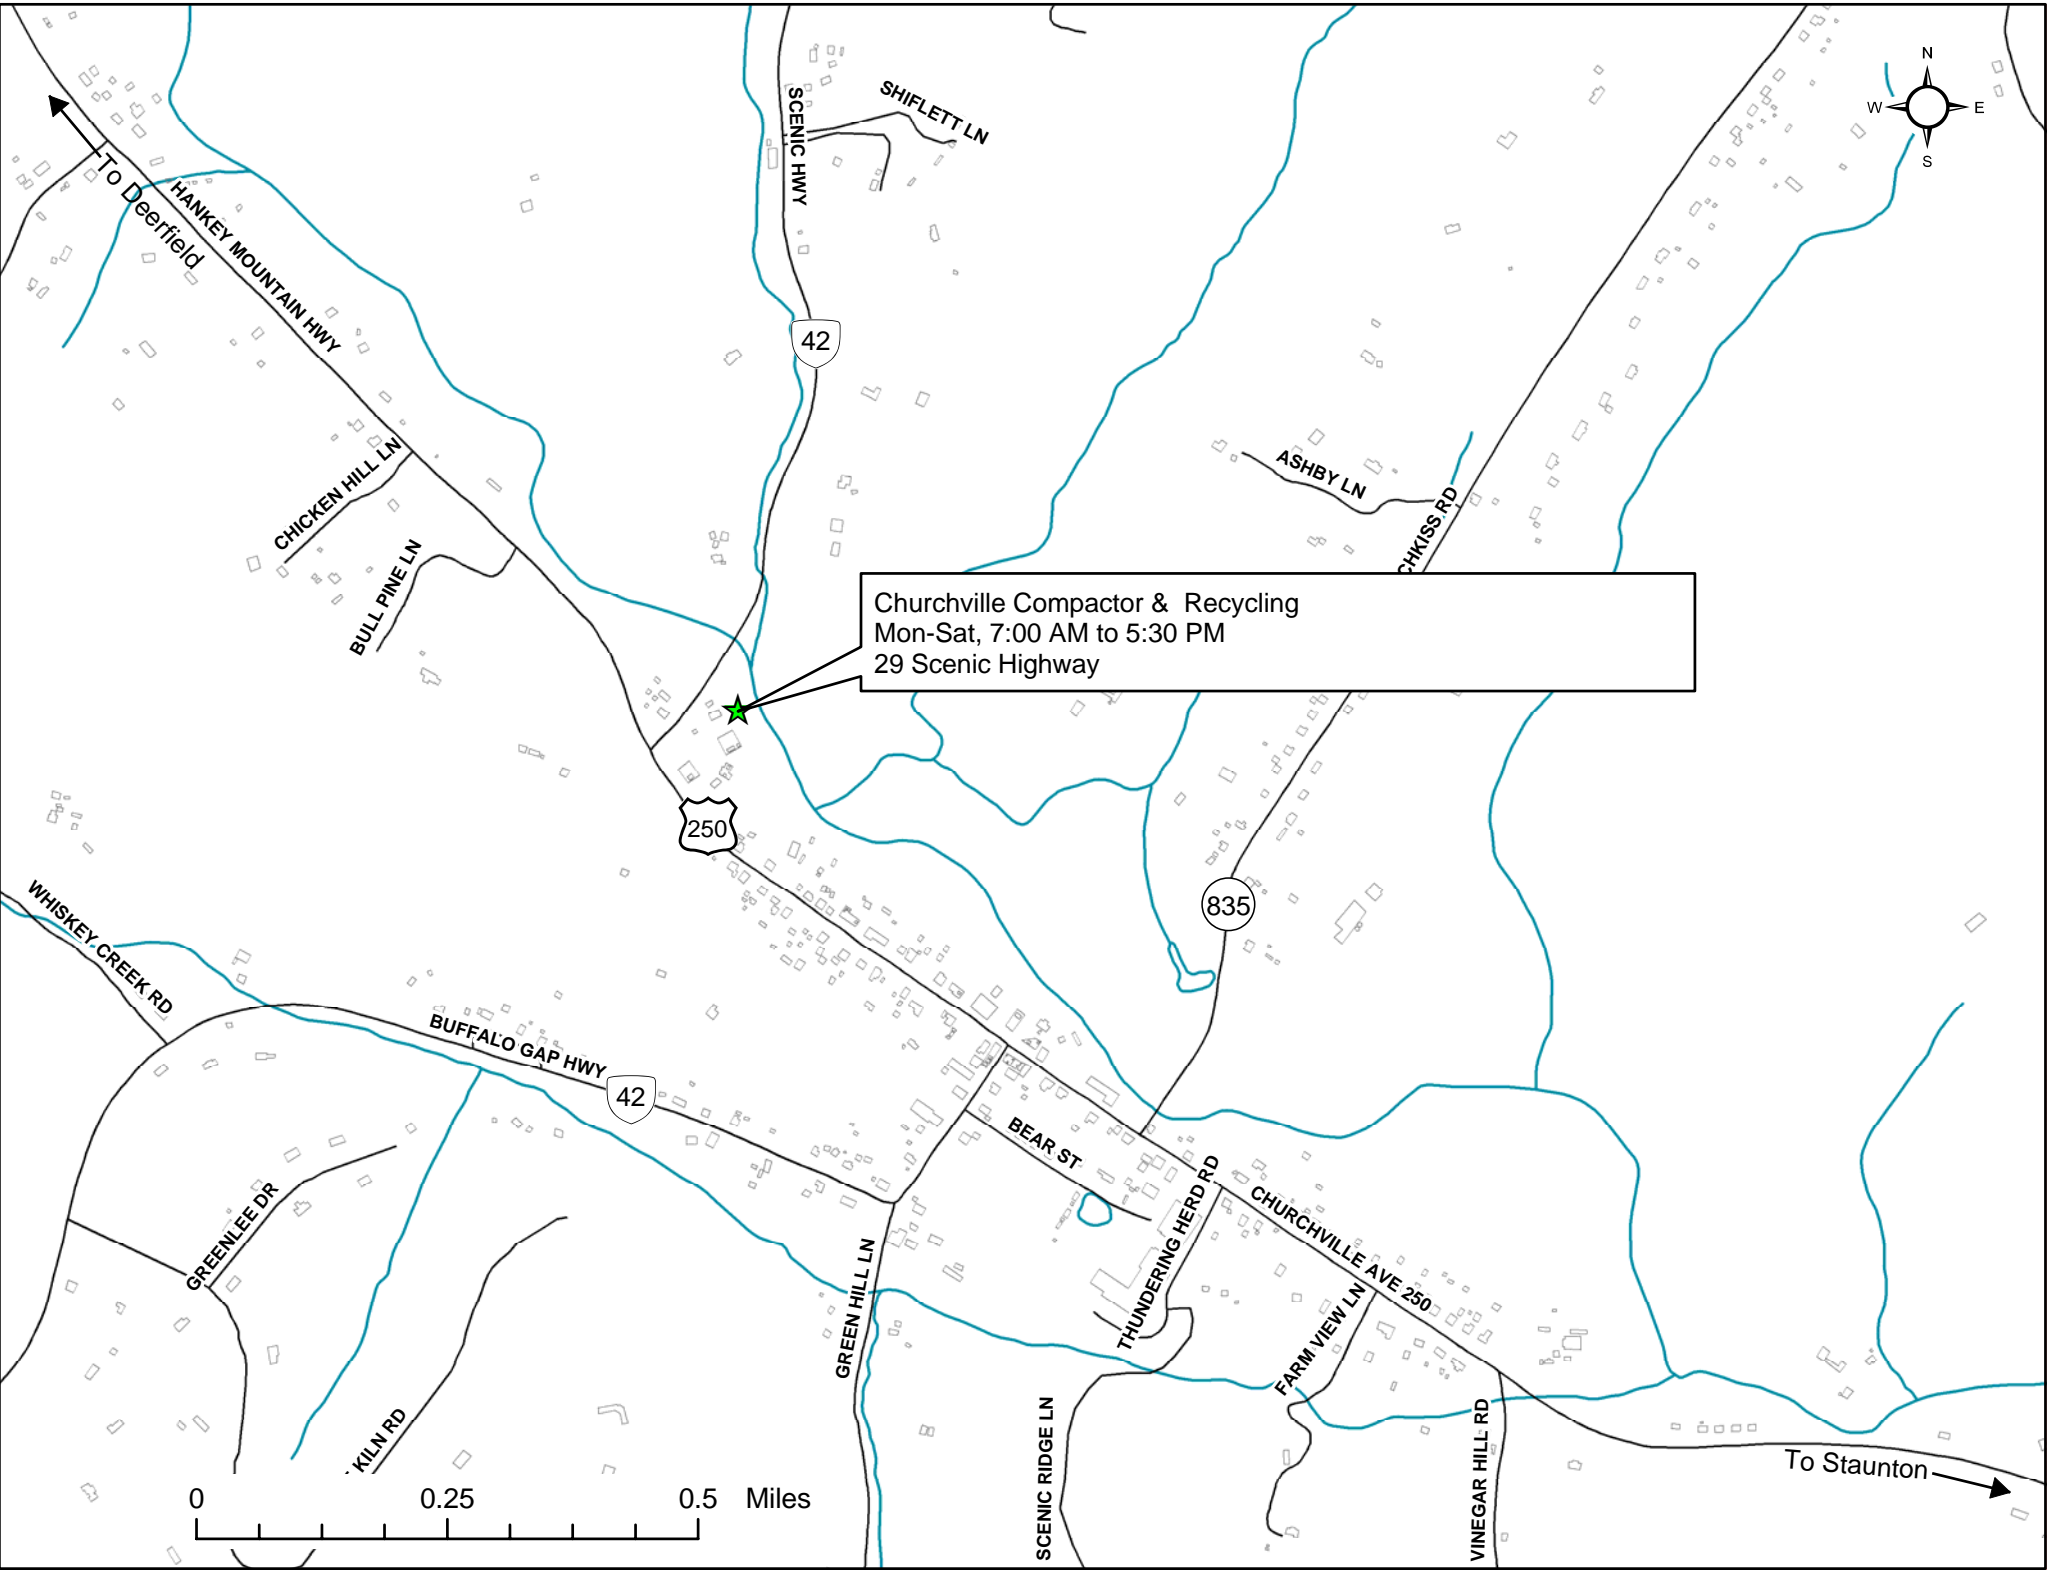 N
W E
S
SHIFLETT LN
SCENIC HWY
To Deerfield
HANKEY MOUNTAIN HWY
42
CHICKEN HILL LN
ASHBY LN
CHKISS RD
BULL PINE LN
Churchville Compactor & Recycling
Mon-Sat, 7:00 AM to 5:30 PM
29 Scenic Highway
250
WHISKEY CREEK RD
835
BUFFALO GAP HWY
42
BEAR ST
GREENLEE DR
THUNDERING HERD RD
CHURCHVILLE AVE 250
GREEN HILL LN
FARM VIEW LN
KILN RD
SCENIC RIDGE LN
VINEGAR HILL RD
To Staunton
0 0.25 0.5 Miles